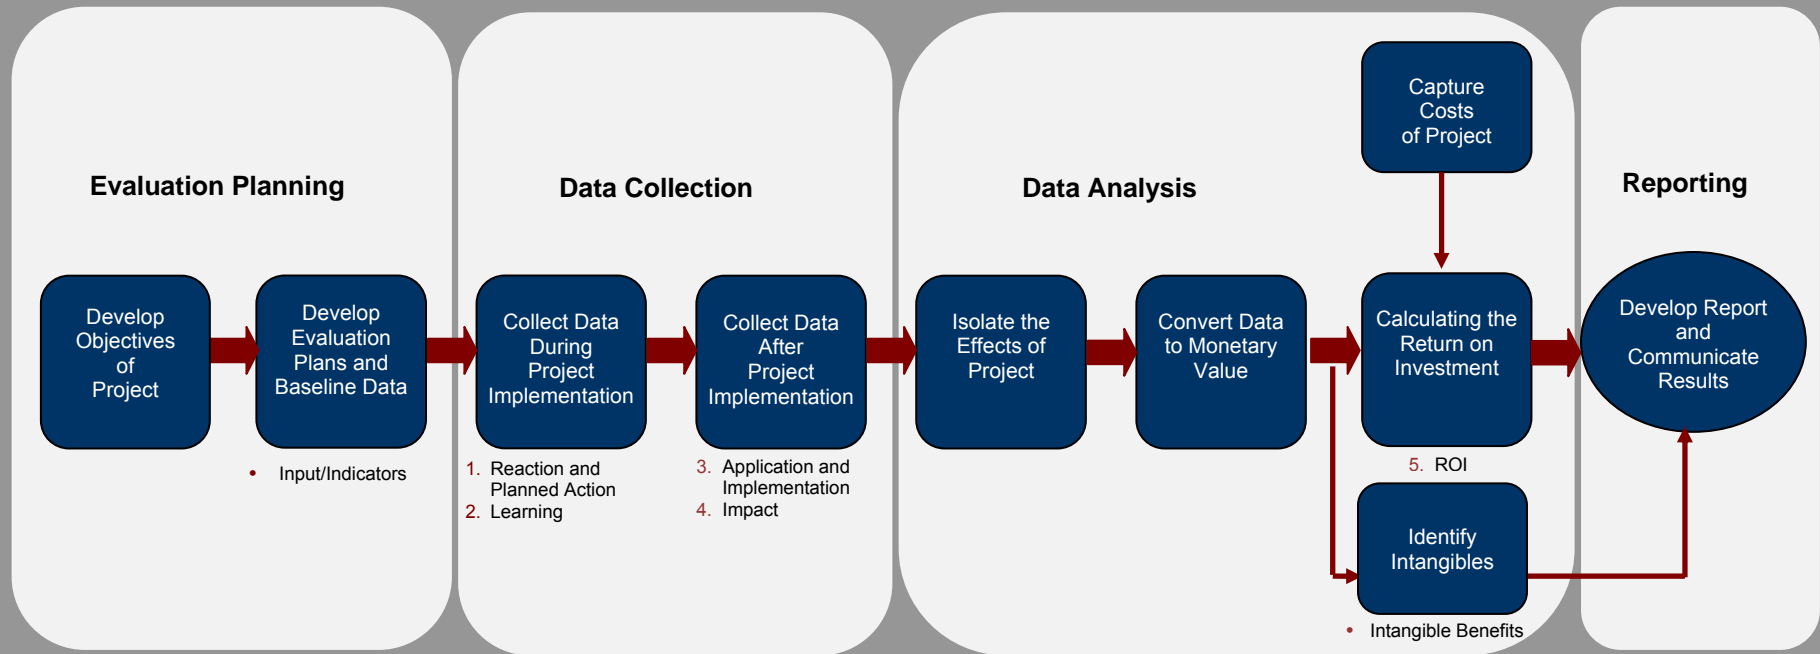 Evaluation Planning
Develop
Objectives
of
Project
Develop
Evaluation
Plans and
Baseline Data
• Input/Indicators
Data Collection
Collect Data
During
Project
Implementation
1. Reaction and
Planned Action
2. Learning
Collect Data
After
Project
Implementation
3. Application and
Implementation
4. Impact
Data Analysis
Isolate the
Effects of
Project
Convert Data
to Monetary
Value
Capture
Costs
of Project
Calculating the
Return on
Investment
5. ROI
Identify
Intangibles
• Intangible Benefits
Reporting
Develop Report
and
Communicate
Results